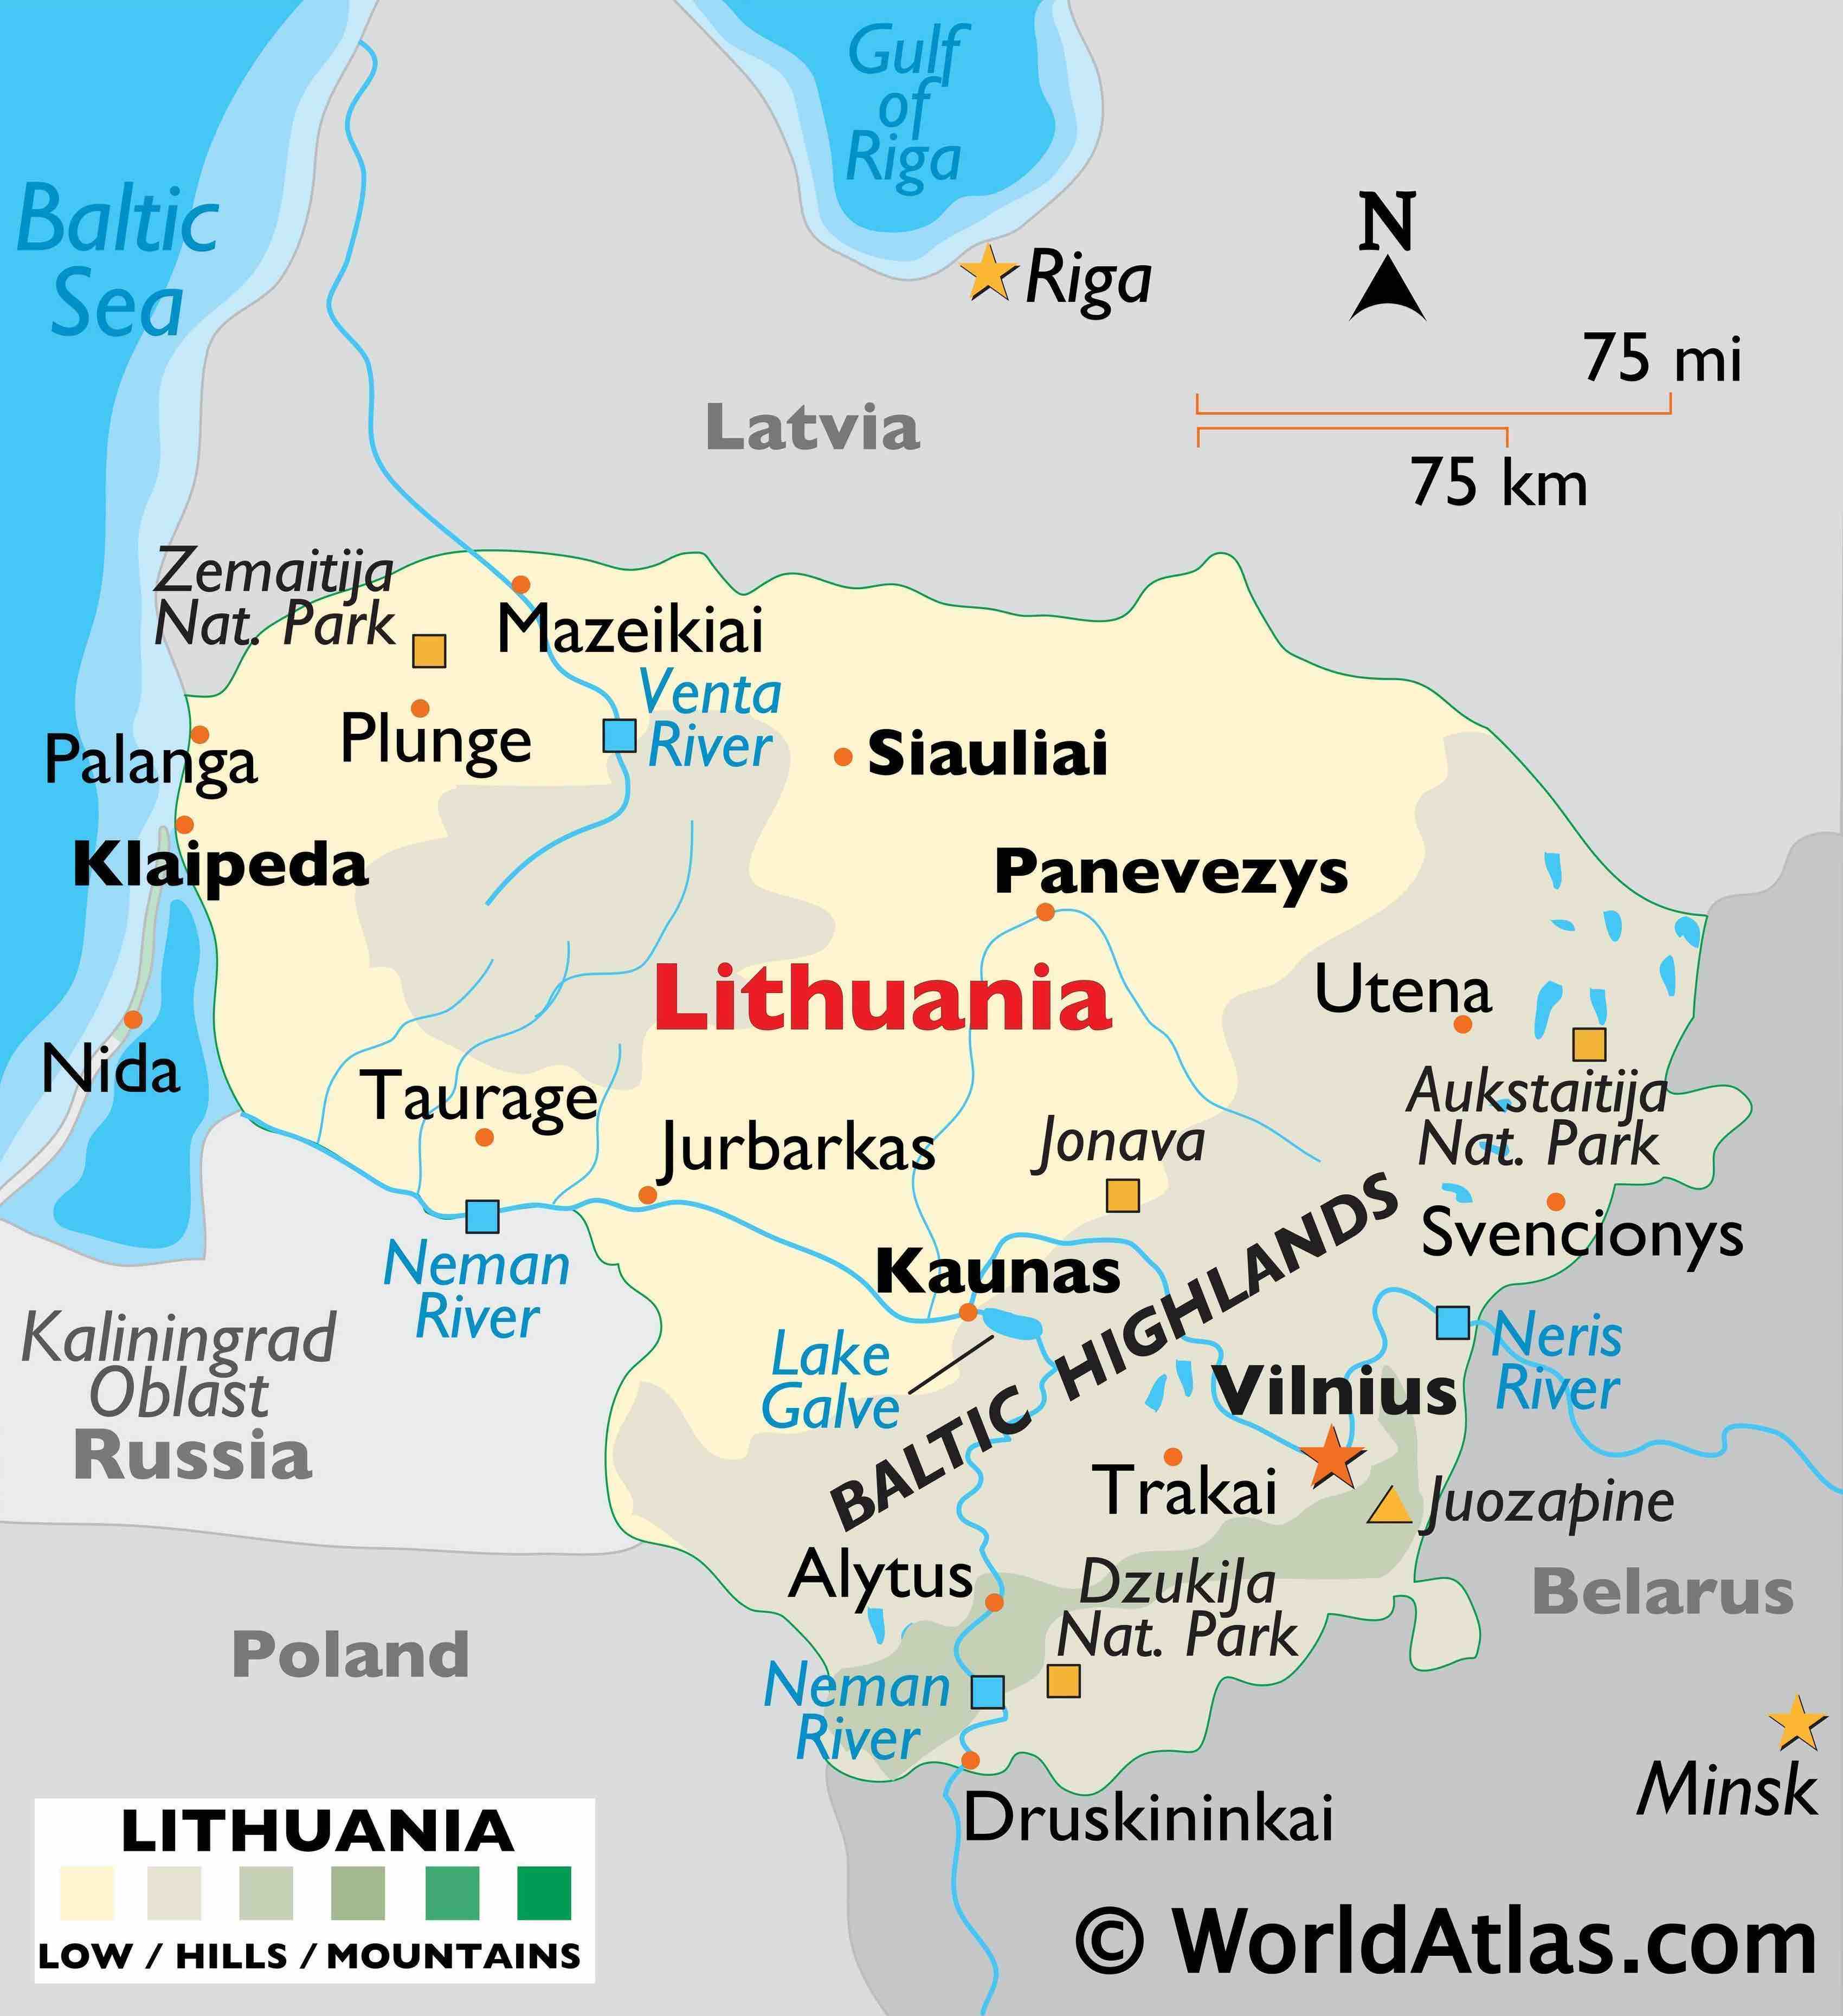 Gulf
of
Riga
Baltic
Sea
N
Riga
75 mi
Latvia
75 km
Zemaitija
Nat. Park
Mazeikiai
Venta
River
Plunge
Palanga
Siauliai
Klaipeda
Panevezys
Lithuania
Utena
Nida
Taurage
Aukstaitija
Nat. Park
Jurbarkas
Jonava
Svencionys
Neman
River
Kaunas
BALTIC HIGHLANDS
Kaliningrad
Oblast
Russia
Lake
Galve
Neris
River
Vilnius
Trakai
Juozapine
Alytus
Dzukija
Nat. Park
Belarus
Poland
Neman
River
Minsk
Druskininkai
LITHUANIA
LOW / HILLS / MOUNTAINS
© WorldAtlas.com